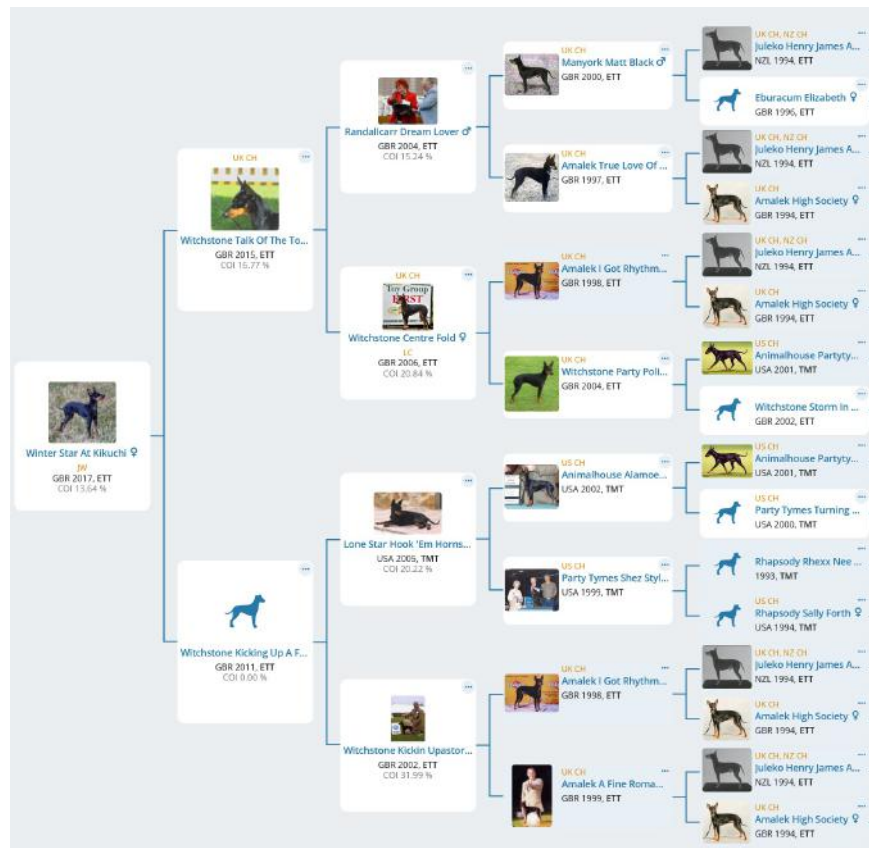 Winter Star At Kikuchi ♀
JW
GBR 2017, ETT
COI 13.64 %
UK CH
Witchstone Talk Of The To...
GBR 2015, ETT
COI 16.77 %
Witchstone Kicking Up A F...
GBR 2011, ETT
COI 0.00 %
Randallcarr Dream Lover ♂
GBR 2004, ETT
COI 15.24 %
UK CH
Toy Group
FIRST
Witchstone Centre Fold ♀
LC
GBR 2006, ETT
COI 20.84 %
Lone Star Hook 'Em Horns...
USA 2005, TMT
COI 20.22 %
Witchstone Kickin Upastor...
GBR 2002, ETT
COI 31.99 %
UK CH
Manyork Matt Black ♂
GBR 2000, ETT
UK CH
Amalek True Love Of ...
GBR 1997, ETT
UK CH
Amalek I Got Rhythm...
GBR 1998, ETT
UK CH
Witchstone Party Poli...
GBR 2004, ETT
US CH
Animalhouse Alamoe...
USA 2002, TMT
US CH
Party Tymes Shez Styl...
USA 1999, TMT
UK CH
Amalek I Got Rhythm...
GBR 1998, ETT
UK CH
Amalek A Fine Roma...
GBR 1999, ETT
UK CH, NZ CH
Juleko Henry James A...
NZL 1994, ETT
Eburacum Elizabeth ♀
GBR 1996, ETT
UK CH, NZ CH
Juleko Henry James A...
NZL 1994, ETT
UK CH
Amalek High Society ♀
GBR 1994, ETT
UK CH, NZ CH
Juleko Henry James A...
NZL 1994, ETT
UK CH
Amalek High Society ♀
GBR 1994, ETT
US CH
Animalhouse Partyty...
USA 2001, TMT
Witchstone Storm In ...
GBR 2002, ETT
US CH
Animalhouse Partyty...
USA 2001, TMT
US CH
Party Tymes Turning ...
USA 2000, TMT
Rhapsody Rhexx Nee ...
1993, TMT
US CH
Rhapsody Sally Forth ♀
USA 1994, TMT
UK CH, NZ CH
Juleko Henry James A...
NZL 1994, ETT
UK CH
Amalek High Society ♀
GBR 1994, ETT
UK CH, NZ CH
Juleko Henry James A...
NZL 1994, ETT
UK CH
Amalek High Society ♀
GBR 1994, ETT